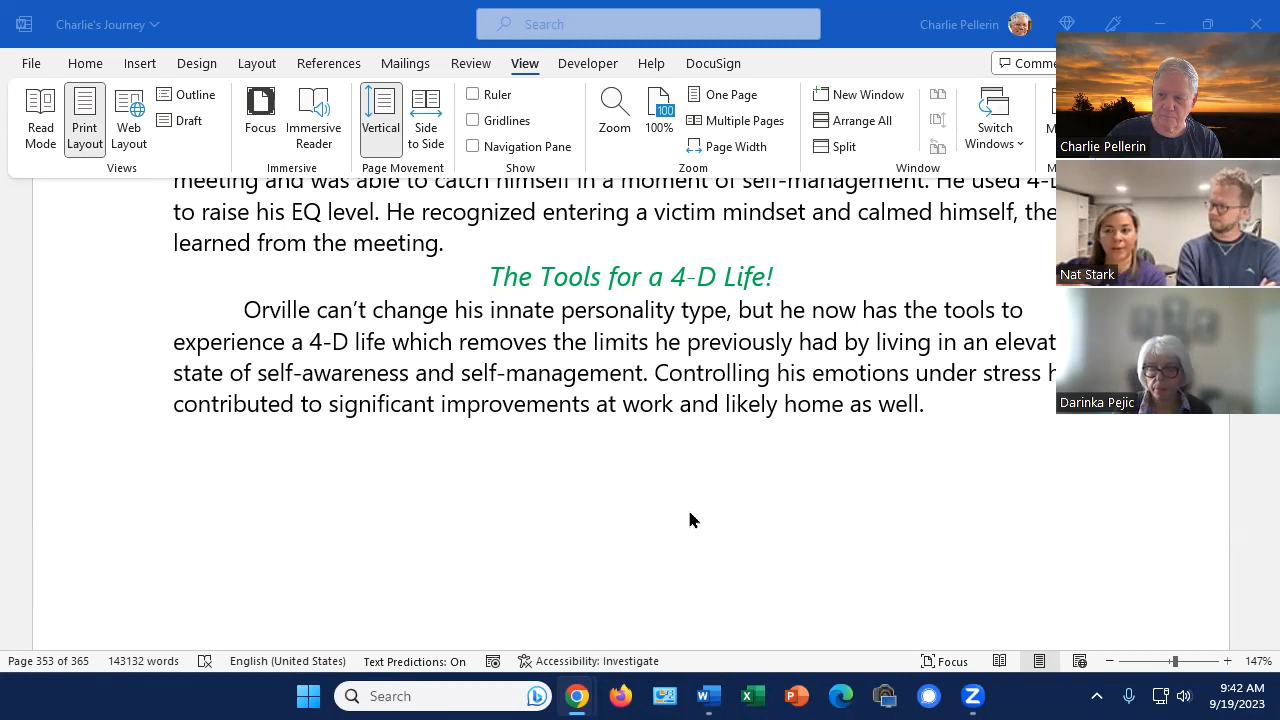 Charlie's Journey
Search
Charlie Pellerin
File Home Insert Design Layout References Mailings Review View Developer Help DocuSign
Comme
Read Mode
Print Layout
Web Layout
Outline
Draft
Views
Focus
Immersive Reader
Immersive
Vertical
Side to Side
Page Movement
Ruler
Gridlines
Navigation Pane
Show
Zoom
100
100%
One Page
Multiple Pages
Page Width
Zoom
New Window
Arrange All
Split
Switch Windows
Window
M
M
meeting and was able to catch himself in a moment of self-management. He used 4-D
to raise his EQ level. He recognized entering a victim mindset and calmed himself, the
learned from the meeting.
The Tools for a 4-D Life!
Orville can’t change his innate personality type, but he now has the tools to
experience a 4-D life which removes the limits he previously had by living in an elevat
state of self-awareness and self-management. Controlling his emotions under stress h
contributed to significant improvements at work and likely home as well.
Charlie Pellerin
Nat Stark
Darinka Pejic
Page 353 of 365 143132 words English (United States) Text Predictions: On Accessibility: Investigate Focus 147%
Search
9:42 AM
9/19/2023